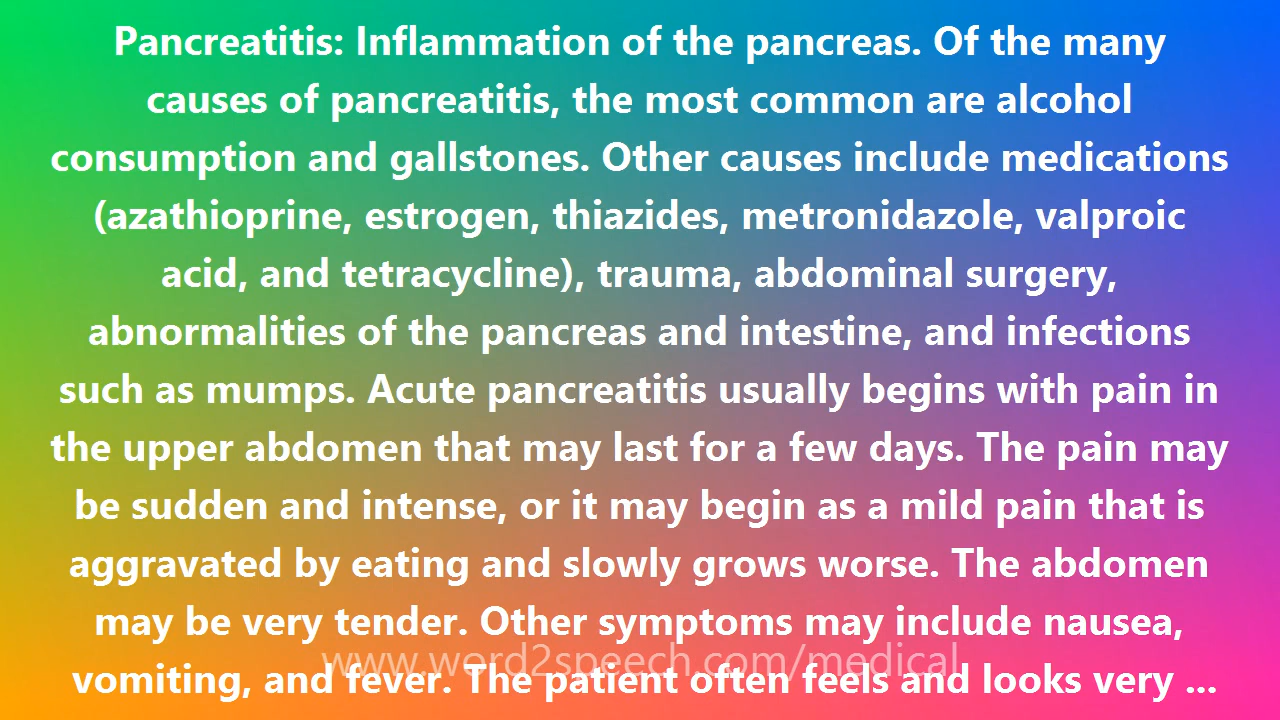 Pancreatitis: Inflammation of the pancreas. Of the many
causes of pancreatitis, the most common are alcohol
consumption and gallstones. Other causes include medications
(azathioprine, estrogen, thiazides, metronidazole, valproic
acid, and tetracycline), trauma, abdominal surgery,
abnormalities of the pancreas and intestine, and infections
such as mumps. Acute pancreatitis usually begins with pain in
the upper abdomen that may last for a few days. The pain may
be sudden and intense, or it may begin as a mild pain that is
aggravated by eating and slowly grows worse. The abdomen
may be very tender. Other symptoms may include nausea,
www.word2speech.com/medical
vomiting, and fever. The patient often feels and looks very ...